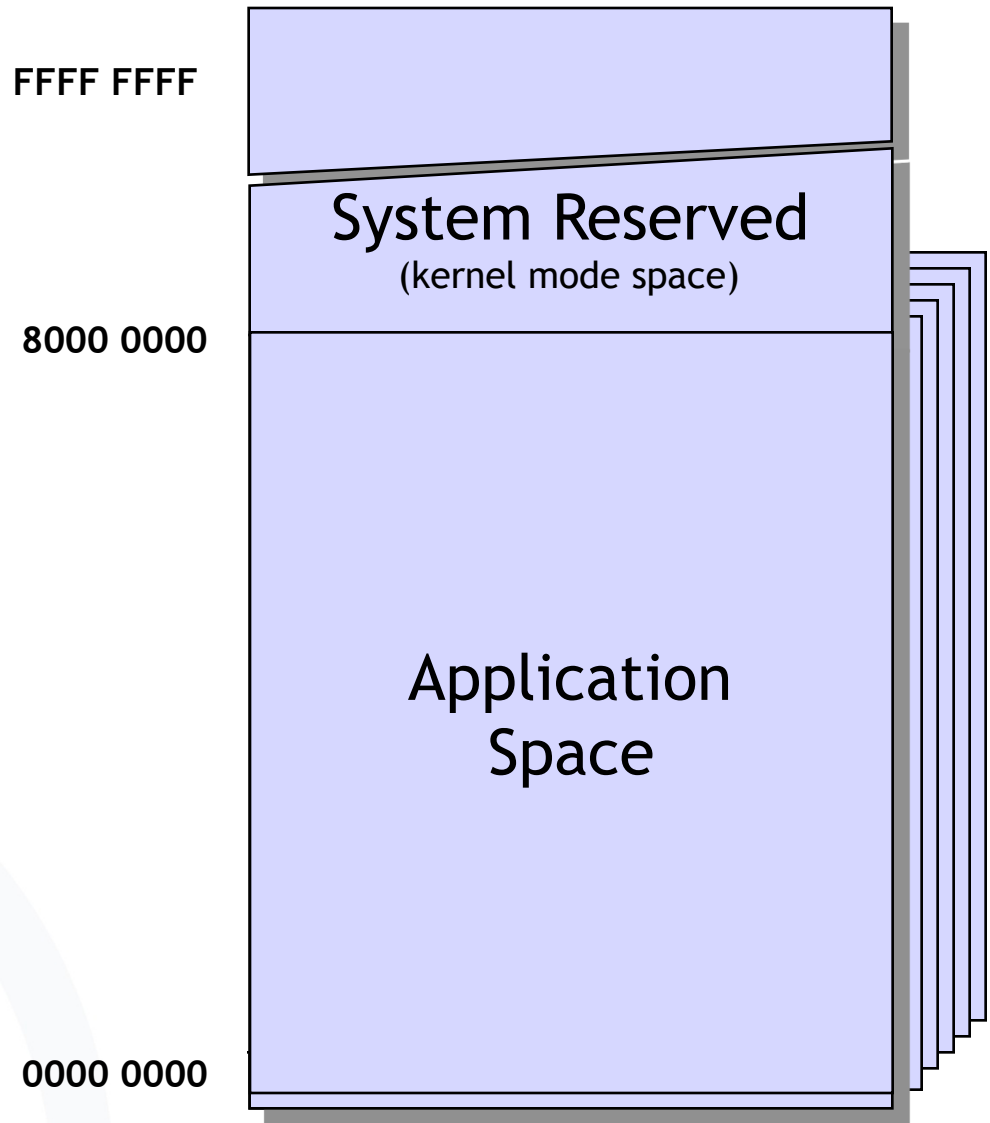 FFFF FFFF
System Reserved
(kernel mode space)
8000 0000
Application
Space
0000 0000